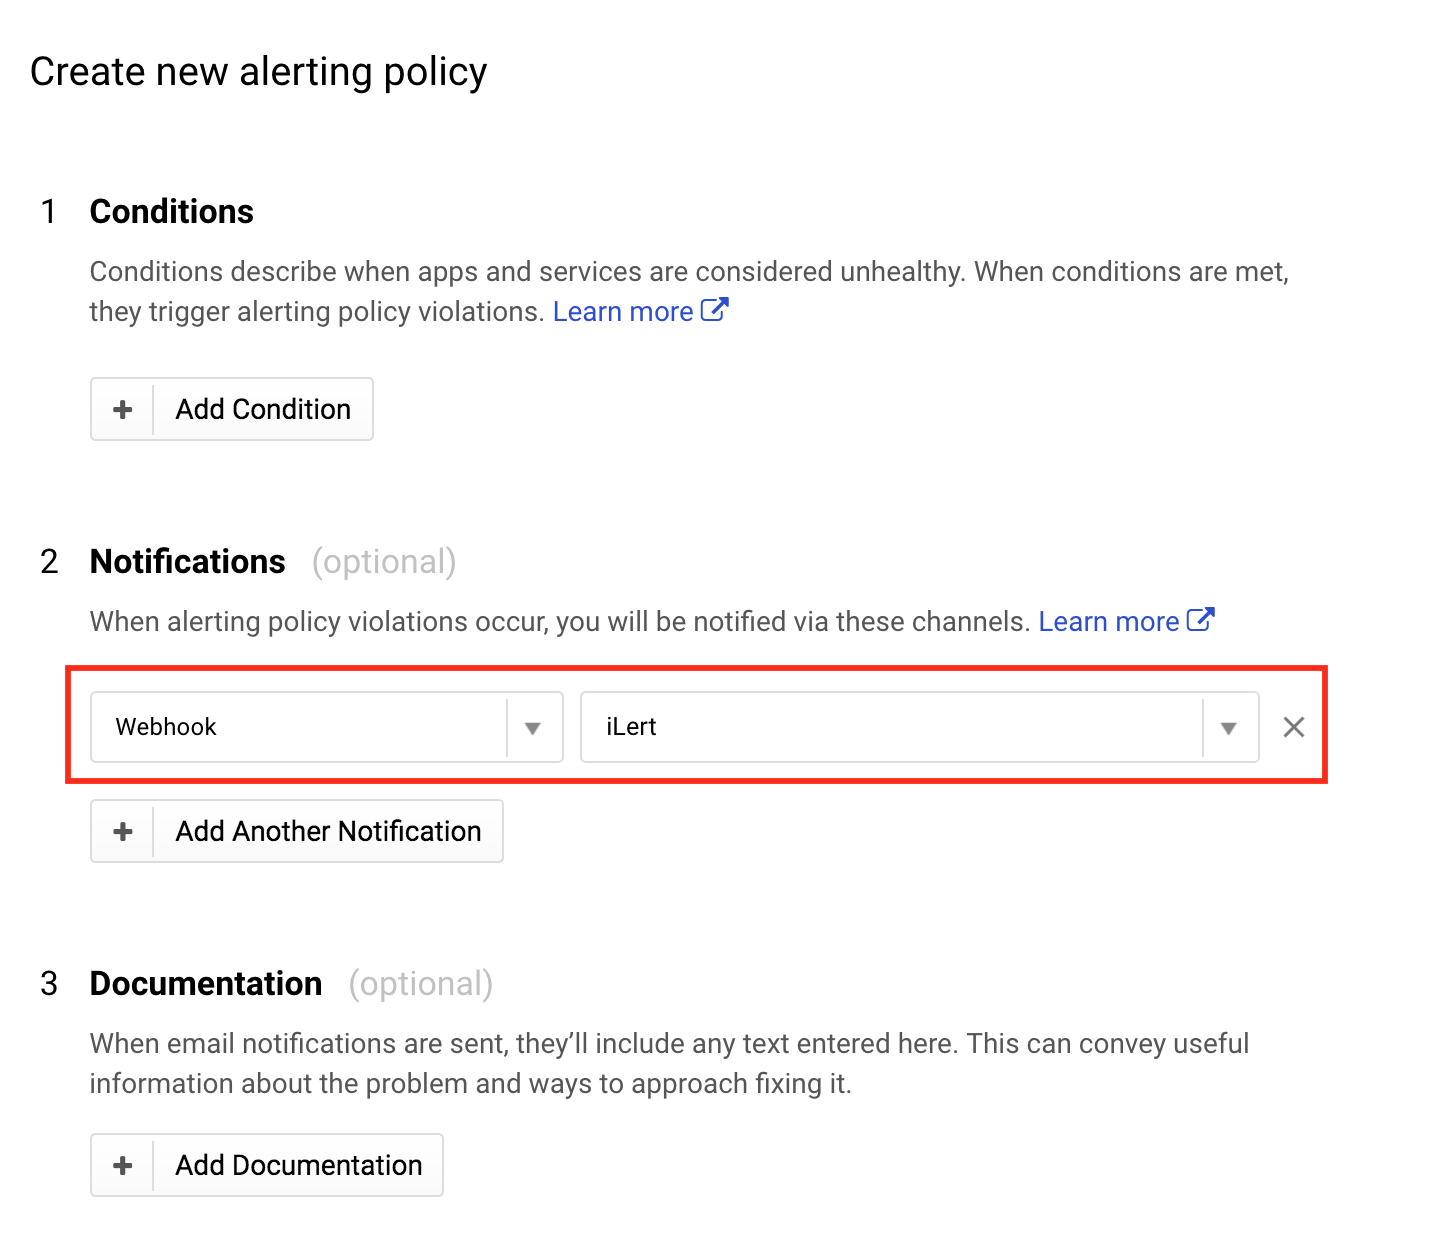 Create new alerting policy
1 Conditions
Conditions describe when apps and services are considered unhealthy. When conditions are met,
they trigger alerting policy violations. Learn more
+ Add Condition
2 Notifications (optional)
When alerting policy violations occur, you will be notified via these channels. Learn more
Webhook iLert
+ Add Another Notification
3 Documentation (optional)
When email notifications are sent, they’ll include any text entered here. This can convey useful
information about the problem and ways to approach fixing it.
+ Add Documentation